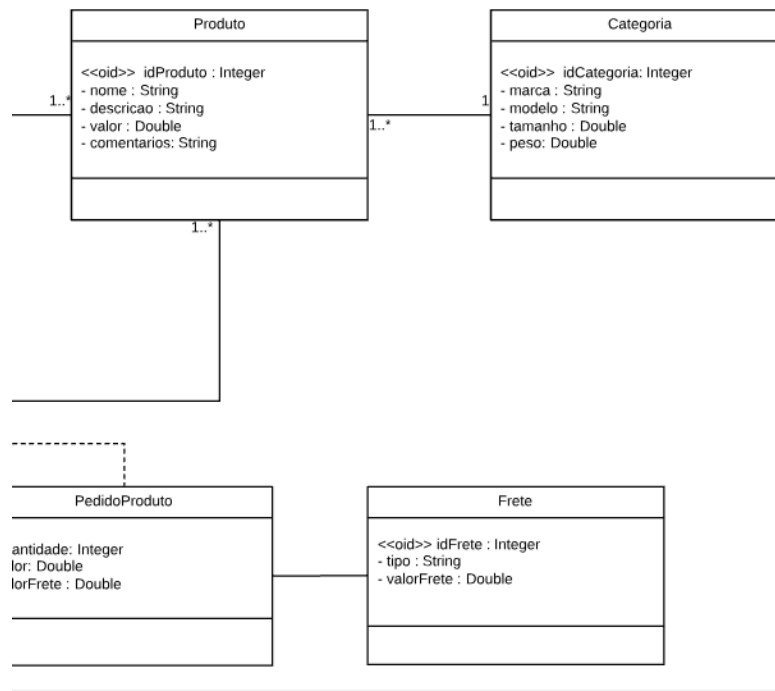 Produto
<<oid>> idProduto : Integer
- nome : String
- descricao : String
- valor : Double
- comentarios: String
1..*
1..*
1..*
Categoria
<<oid>> idCategoria: Integer
- marca : String
- modelo : String
- tamanho : Double
- peso: Double
1
PedidoProduto
antidade: Integer
lor: Double
lorFrete : Double
Frete
<<oid>> idFrete : Integer
- tipo : String
- valorFrete : Double